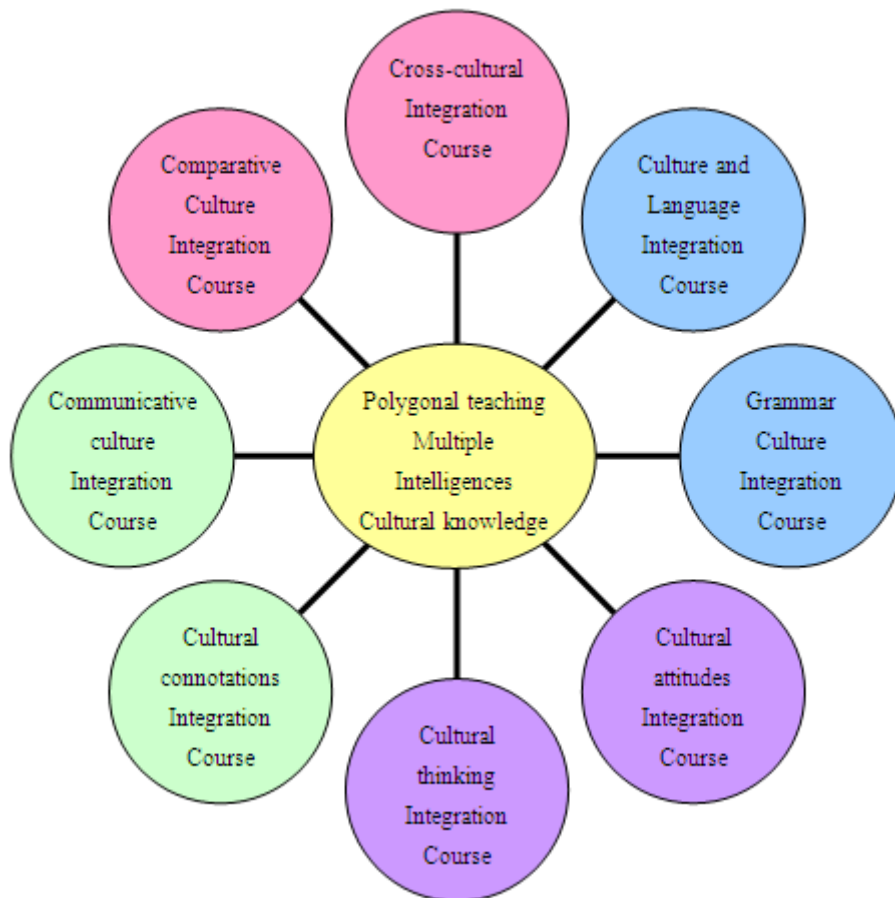 Cross-cultural
Integration
Course
Culture and
Language
Integration
Course
Grammar
Culture
Integration
Course
Cultural
attitudes
Integration
Course
Cultural
thinking
Integration
Course
Cultural
connotations
Integration
Course
Communicative
culture
Integration
Course
Comparative
Culture
Integration
Course
Polygonal teaching
Multiple
Intelligences
Cultural knowledge